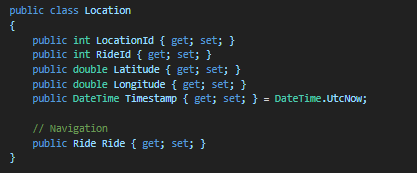 public class Location
{
    public int LocationId { get; set; }
    public int RideId { get; set; }
    public double Latitude { get; set; }
    public double Longitude { get; set; }
    public DateTime Timestamp { get; set; } = DateTime.UtcNow;

    // Navigation
    public Ride Ride { get; set; }
}